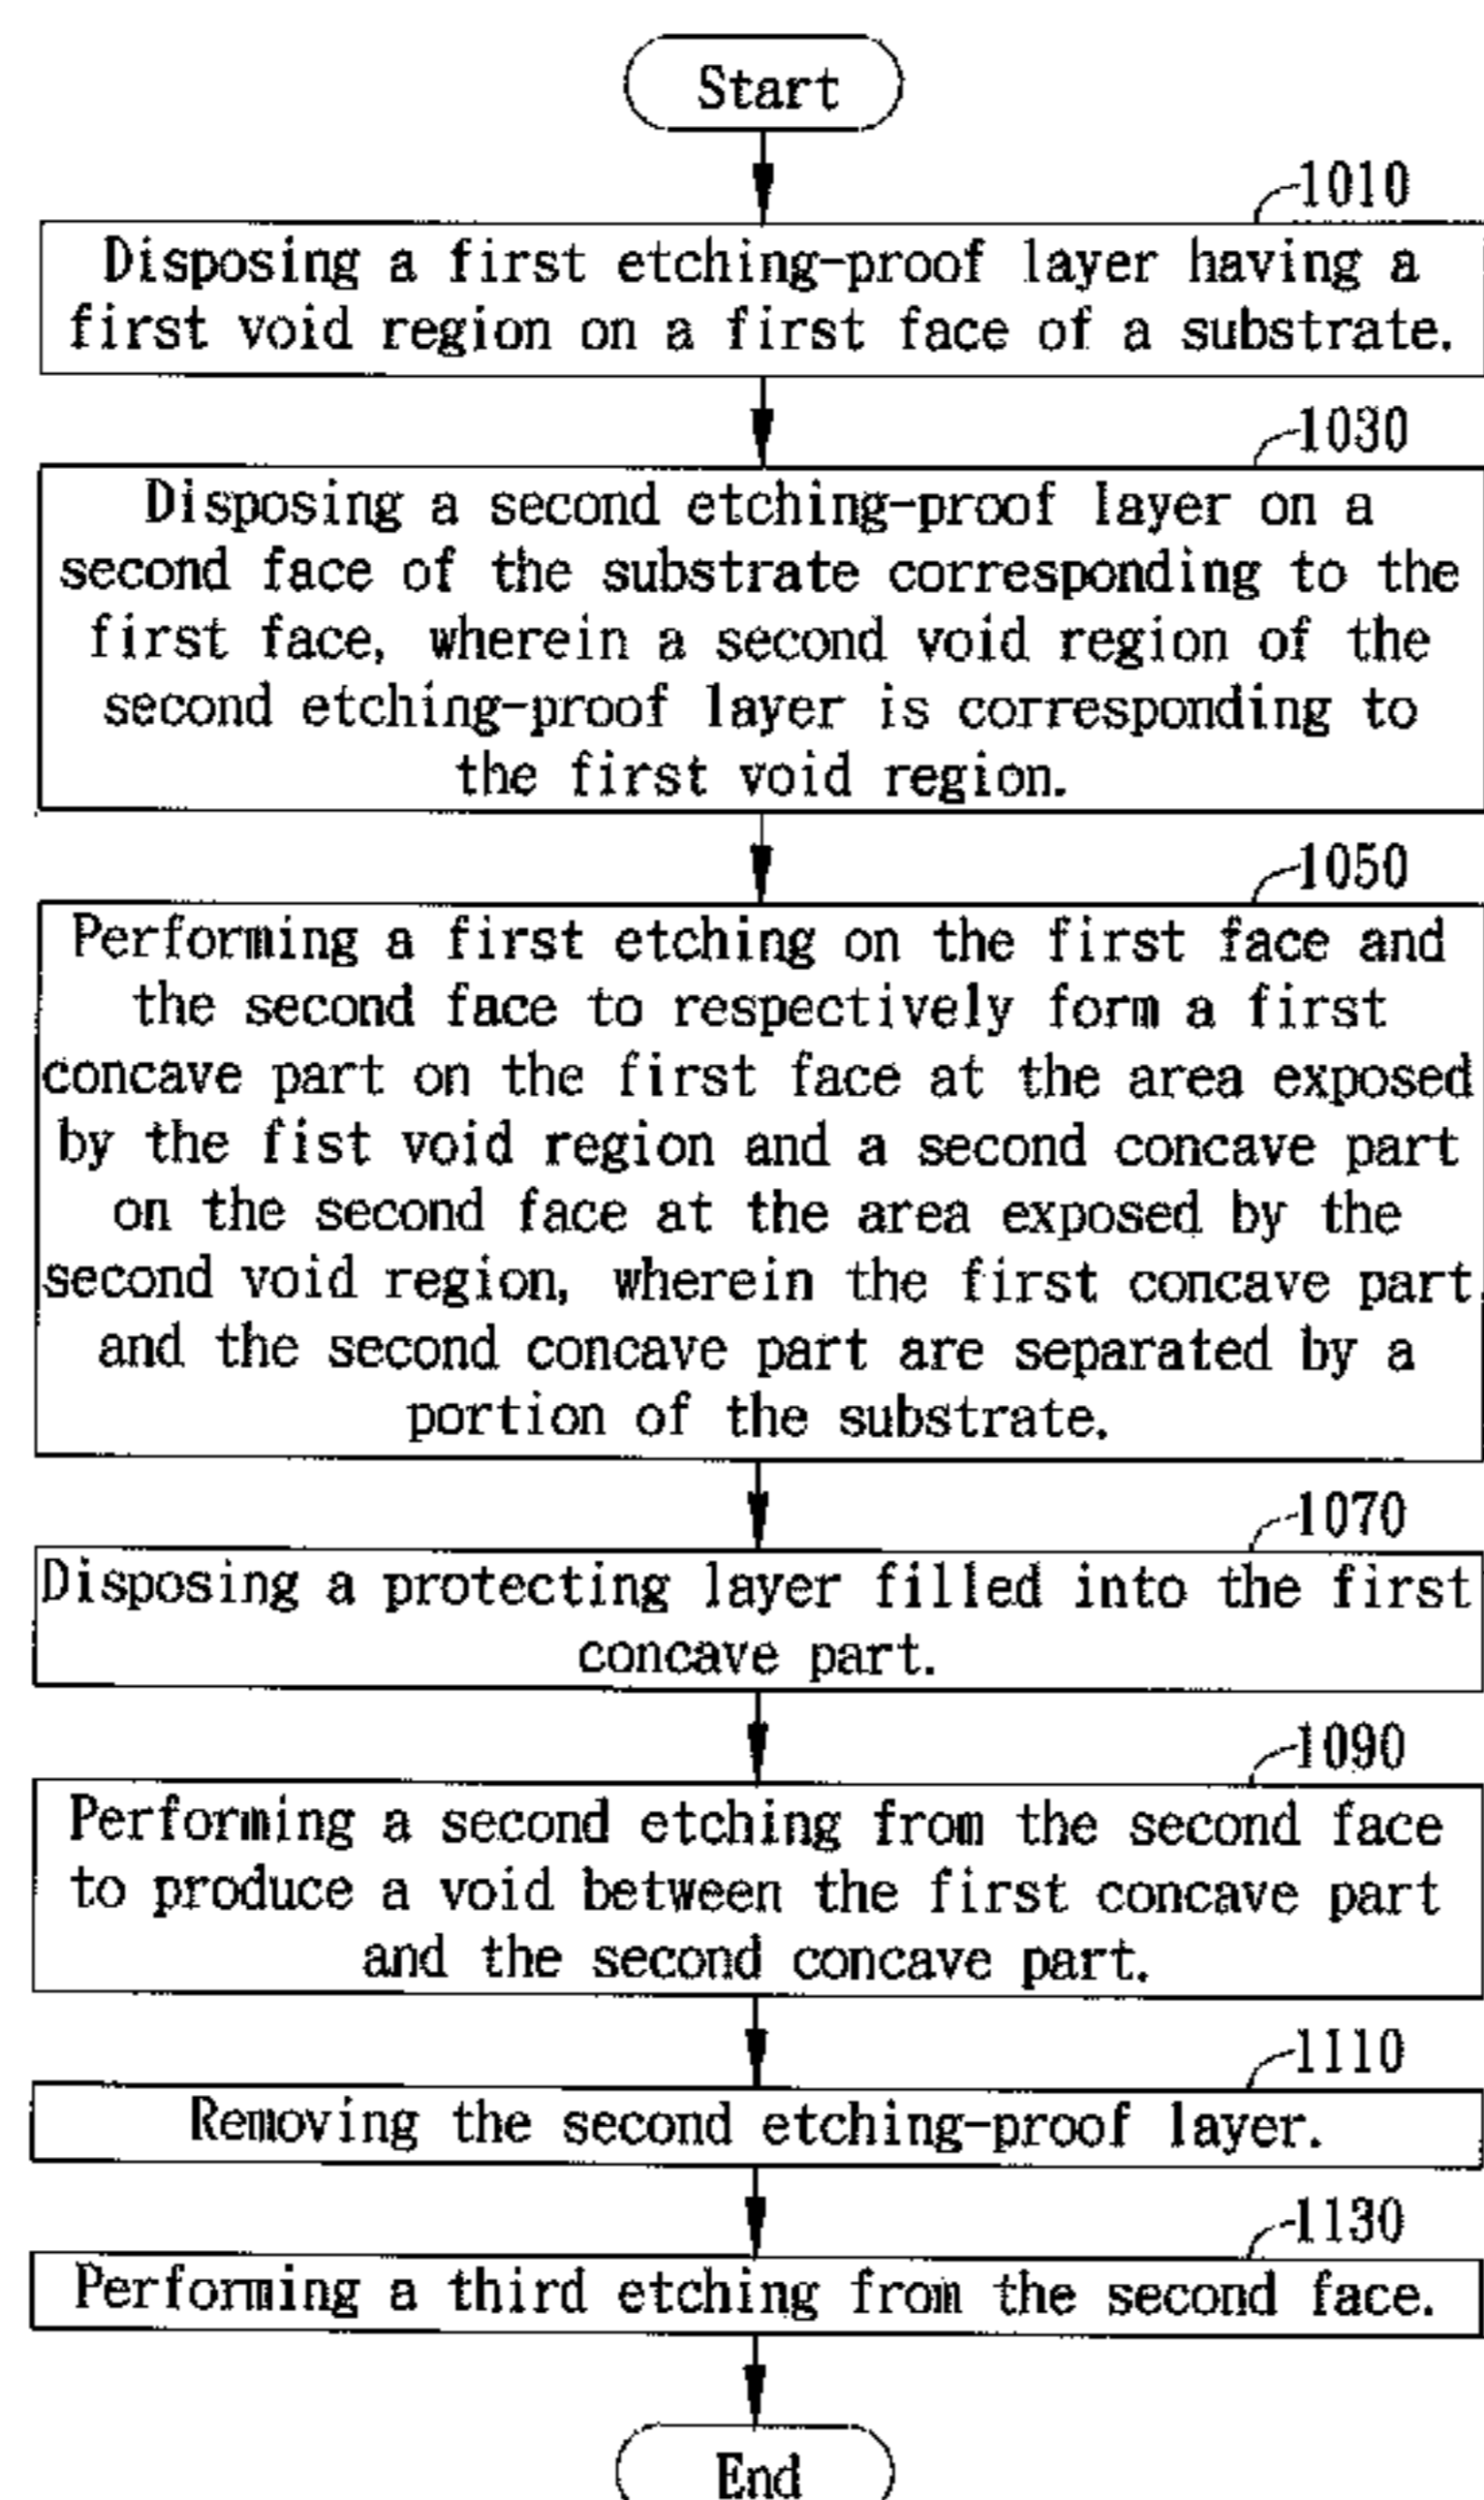 Start
1010
Disposing a first etching-proof layer having a
first void region on a first face of a substrate.
1030
Disposing a second etching-proof layer on a
second face of the substrate corresponding to the
first face, wherein a second void region of the
second etching-proof layer is corresponding to
the first void region.
1050
Performing a first etching on the first face and
the second face to respectively form a first
concave part on the first face at the area exposed
by the fist void region and a second concave part
on the second face at the area exposed by the
second void region, wherein the first concave part
and the second concave part are separated by a
portion of the substrate.
1070
Disposing a protecting layer filled into the first
concave part.
1090
Performing a second etching from the second face
to produce a void between the first concave part
and the second concave part.
1110
Removing the second etching-proof layer.
1130
Performing a third etching from the second face.
End